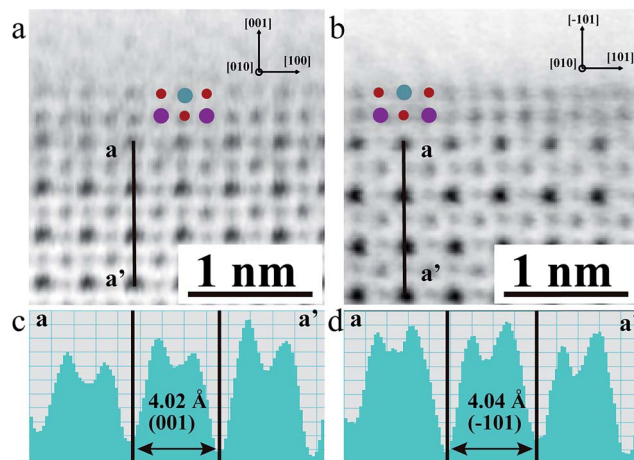 a
[001]
[010]
[100]
a
a'
1 nm
b
[-101]
[010]
[101]
a
a'
1 nm
c
a
a'
4.02 Å
(001)
d
a
a'
4.04 Å
(-101)